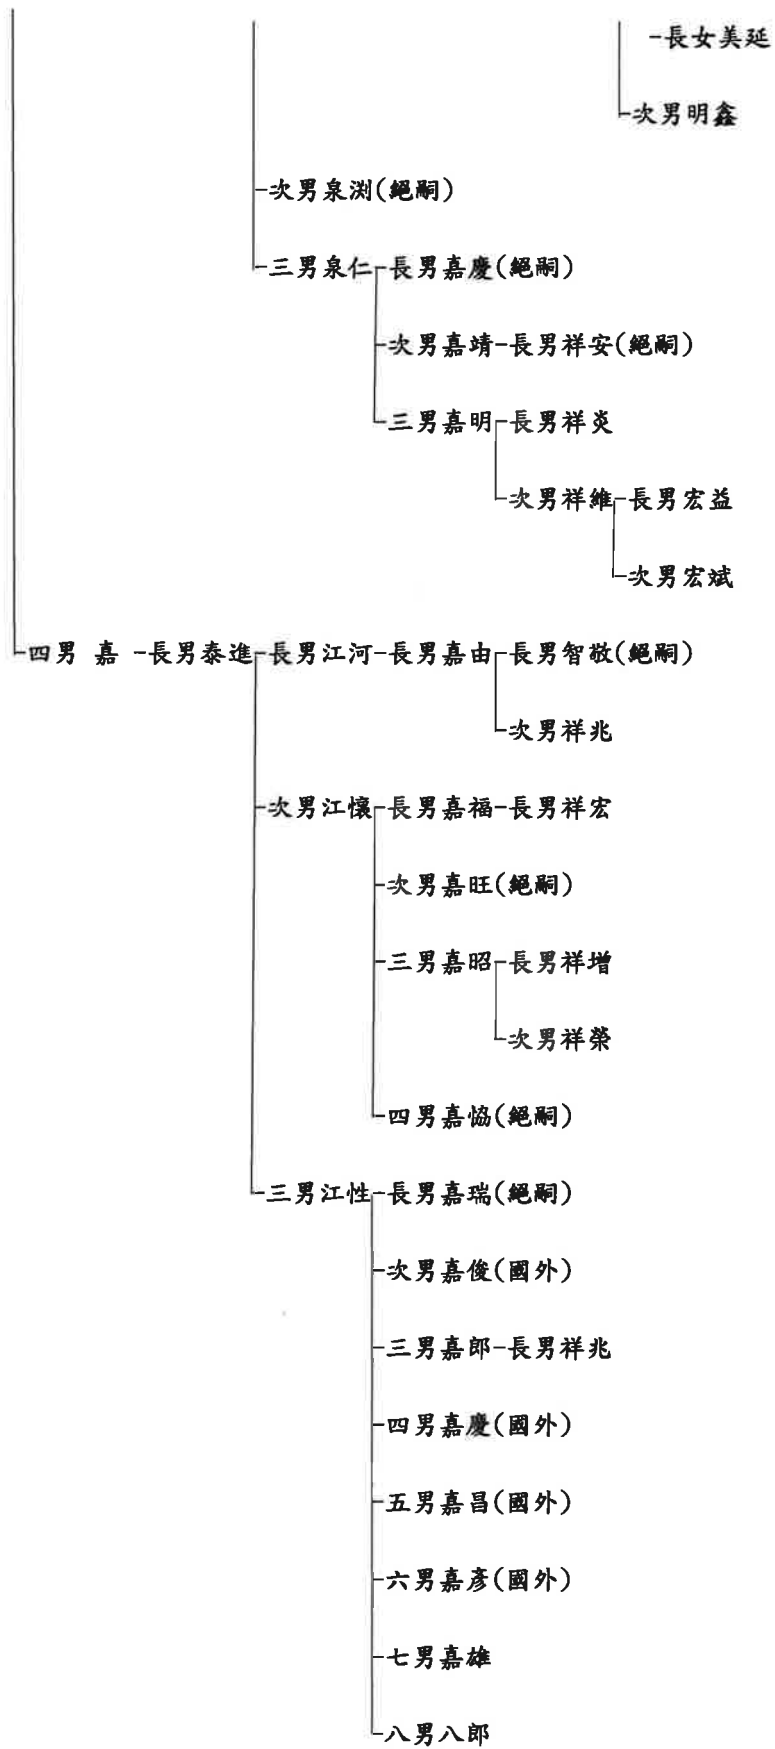 長女美延
次男明鑫
次男泉渕(絕嗣)
三男泉仁-長男嘉慶(絕嗣)
次男嘉靖-長男祥安(絕嗣)
三男嘉明-長男祥炎
次男祥維-長男宏益
次男宏斌
四男 嘉 -長男泰進-長男江河-長男嘉由-長男智敬(絕嗣)
次男祥兆
次男江懷-長男嘉福-長男祥宏
次男嘉旺(絕嗣)
三男嘉昭-長男祥增
次男祥榮
四男嘉恊(絕嗣)
三男江性-長男嘉瑞(絕嗣)
次男嘉俊(國外)
三男嘉郎-長男祥兆
四男嘉慶(國外)
五男嘉昌(國外)
六男嘉彥(國外)
七男嘉雄
八男八郎